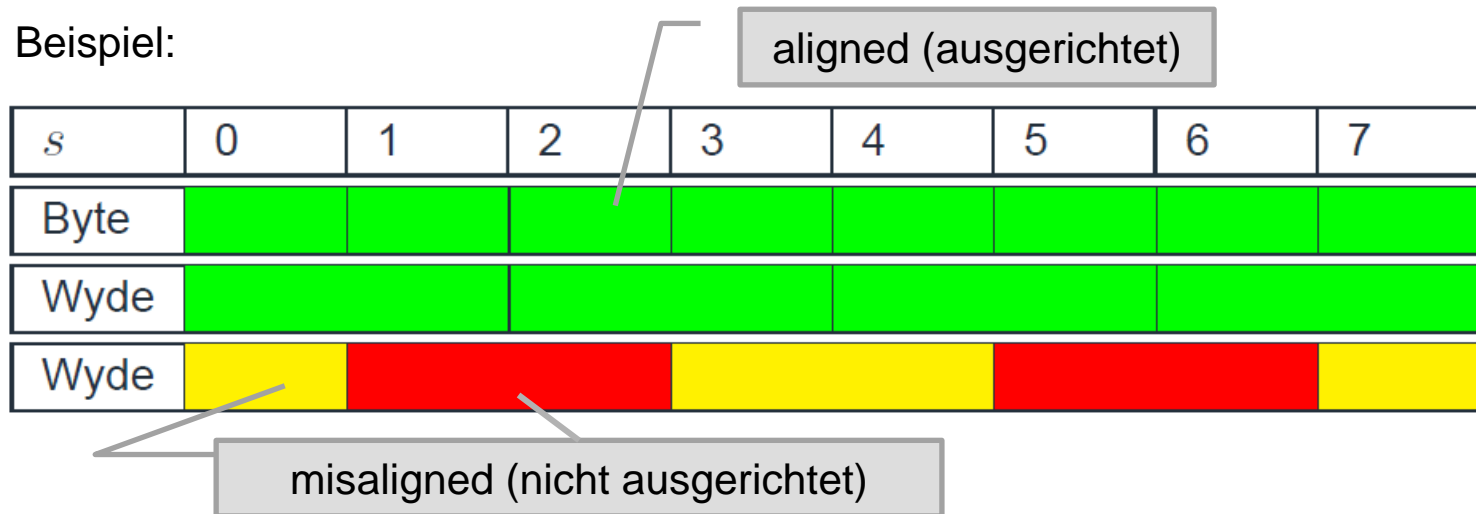 aligned (ausgerichtet)
Beispiel:
s 0 1 2 3 4 5 6 7
Byte
Wyde
Wyde
misaligned (nicht ausgerichtet)